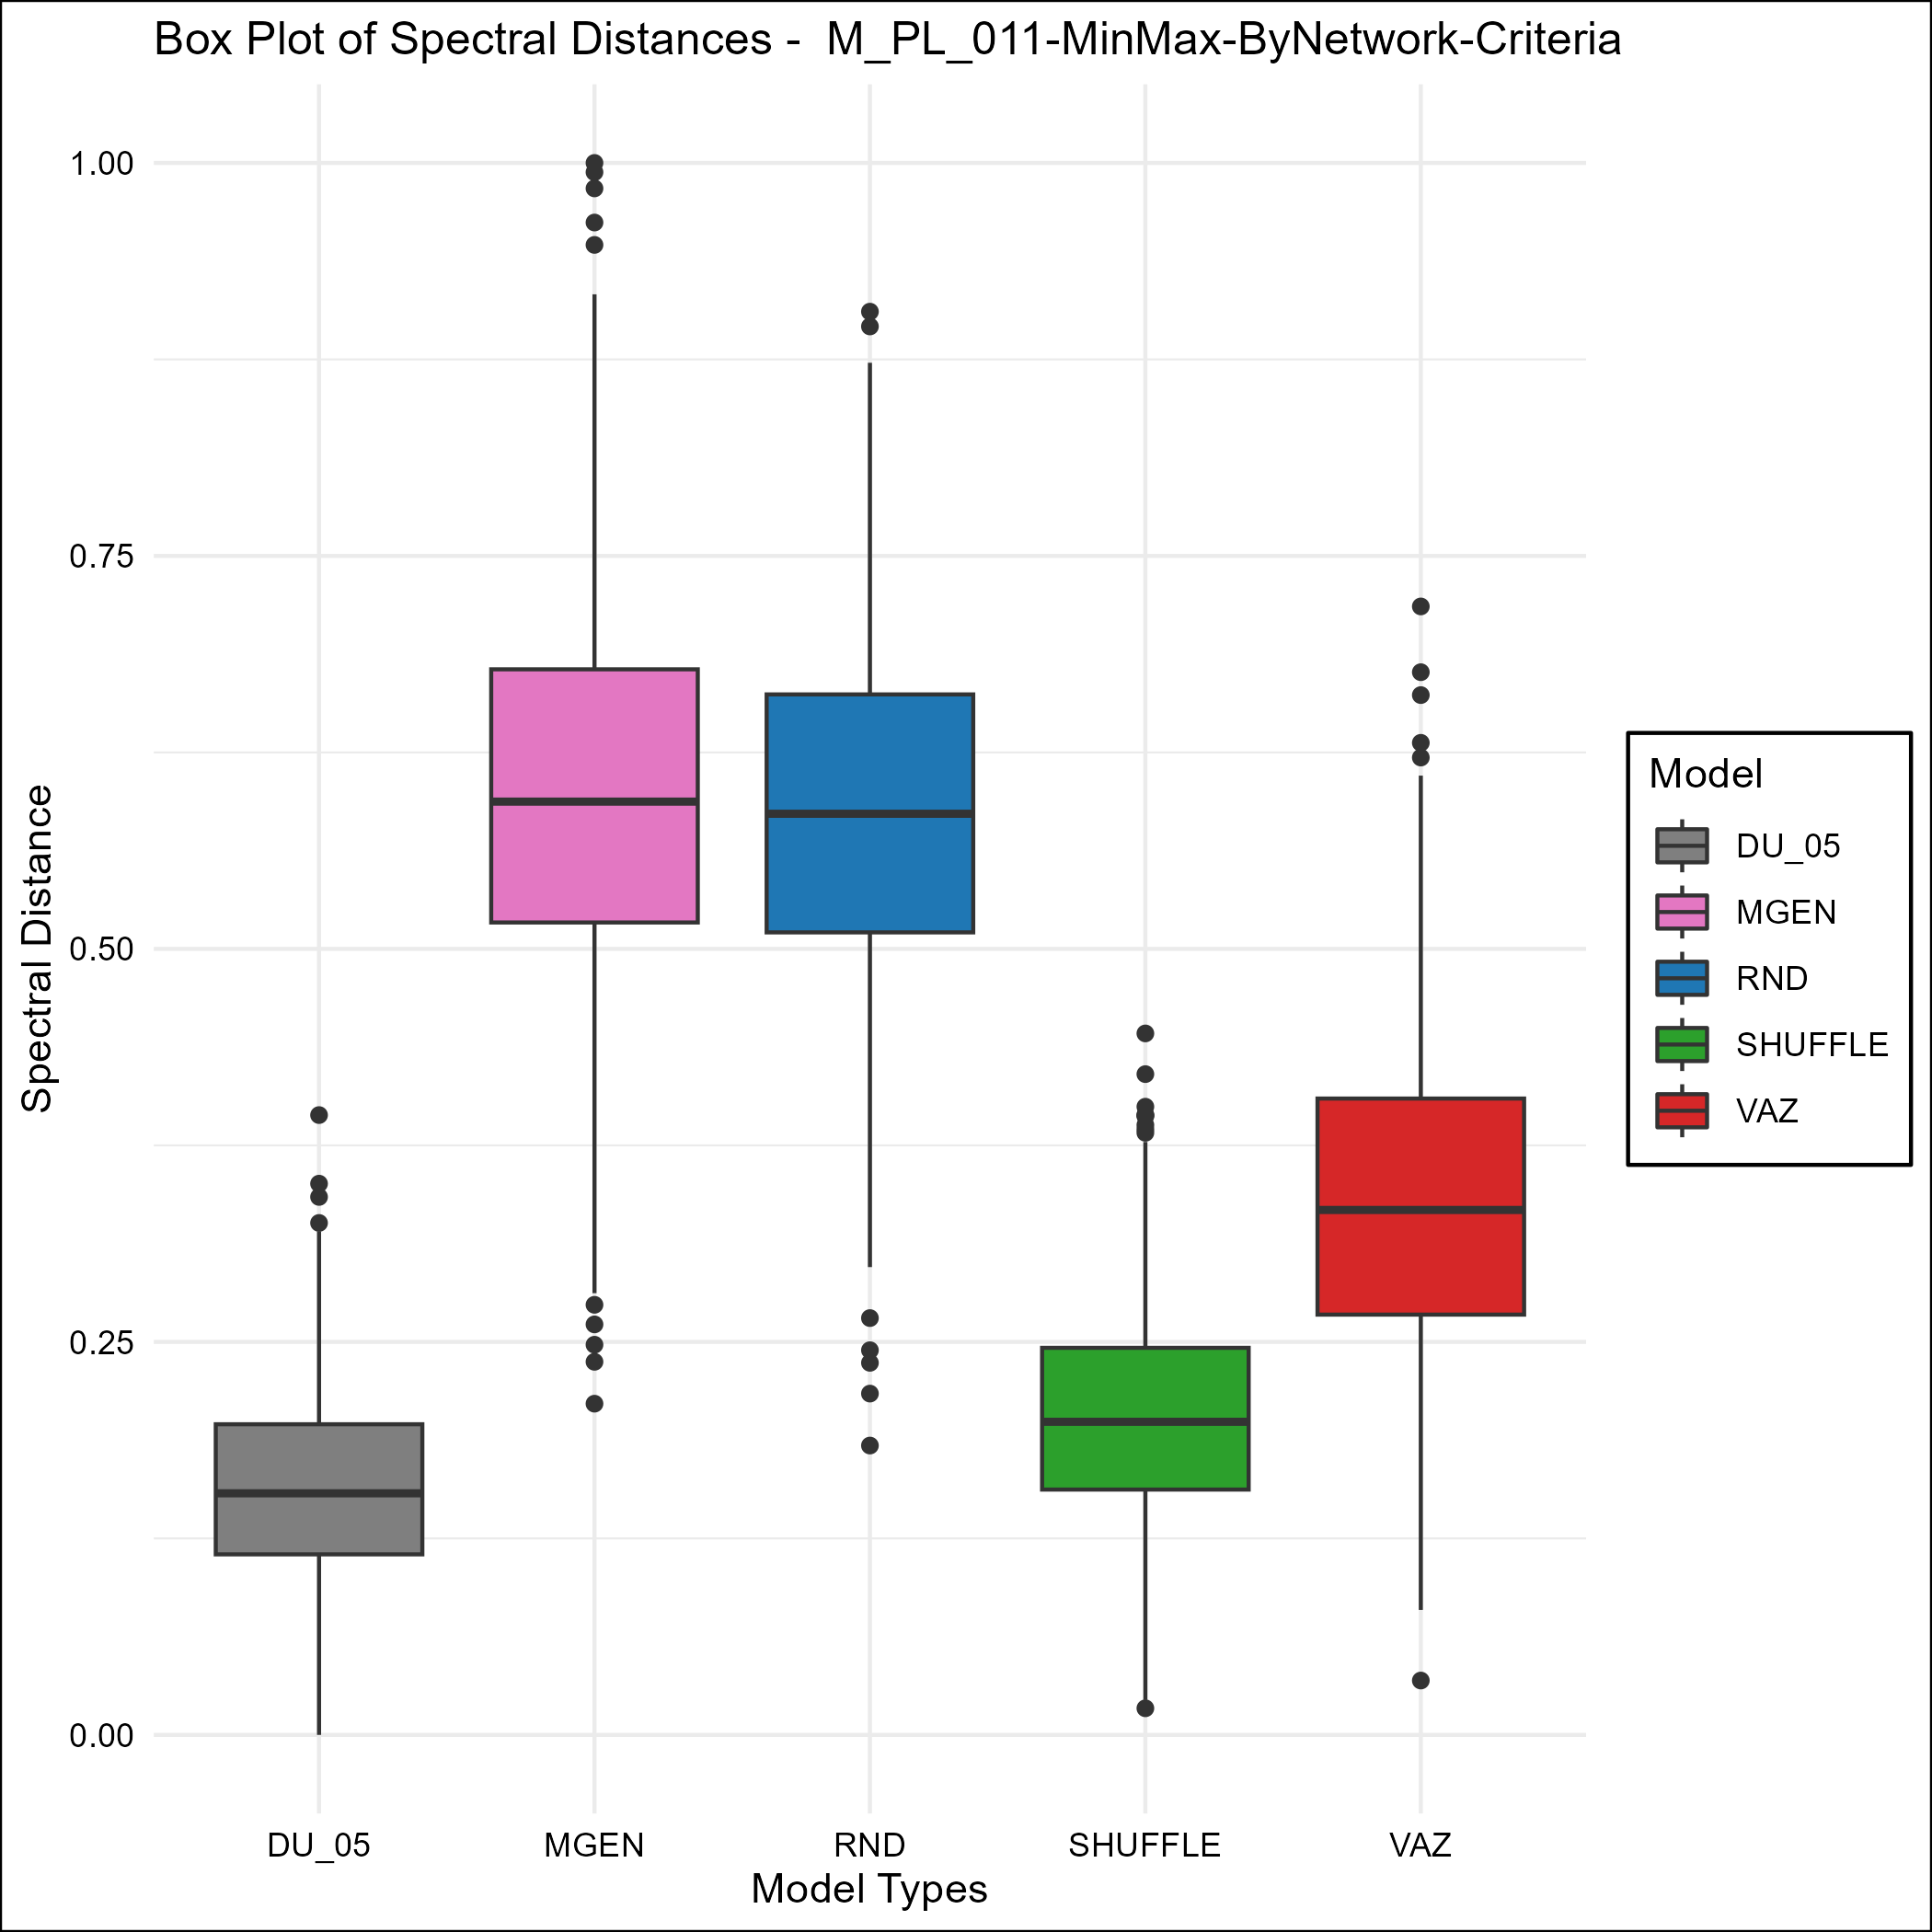 Box Plot of Spectral Distances -  M_PL_011-MinMax-ByNetwork-Criteria
Spectral Distance
1.00
0.75
0.50
0.25
0.00
DU_05
MGEN
RND
SHUFFLE
VAZ
Model Types
Model
DU_05
MGEN
RND
SHUFFLE
VAZ